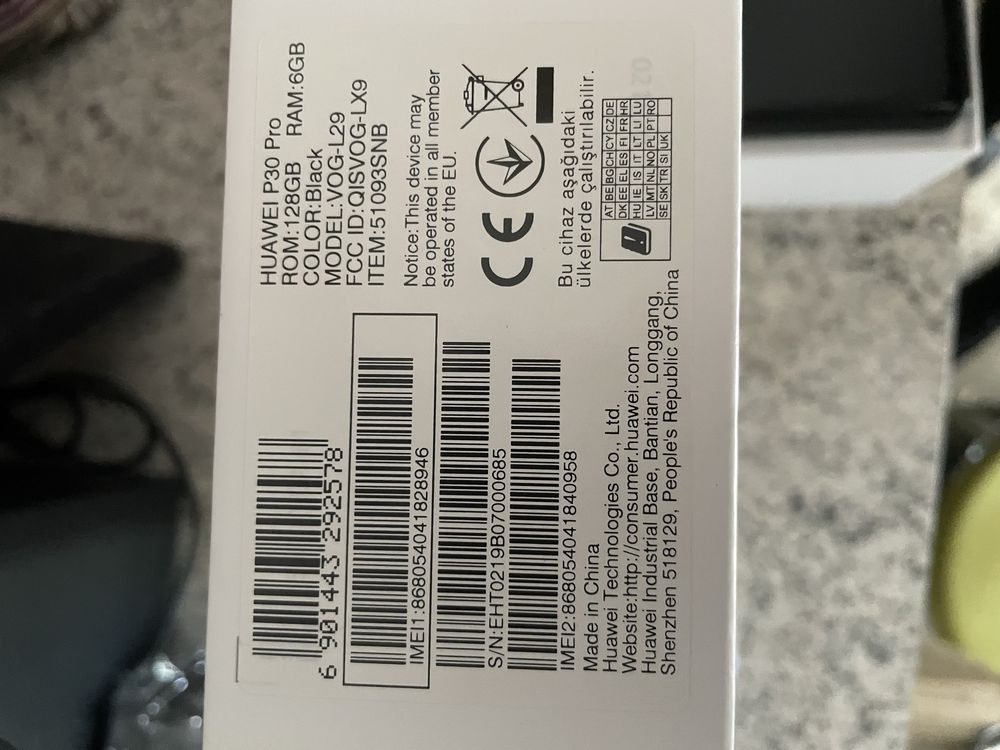 HUAWEI P30 Pro
ROM:128GB RAM:6GB
COLOR:Black
MODEL:VOG-L29
FCC ID:QISVOG-LX9
ITEM:51093SNB
Notice:This device may
be operated in all member
states of the EU.
CE
Bu cihaz aşağıdaki
ülkelerde çalıştırılabilir.
AT BE BG CH CY CZ DE
DK EE EL ES FI FR HR
HU IE IS IT LT LI LU
LV MT NL NO PL PT RO
SE SK TR SI UK
6 901443 292578
IMEI1:868054041828946
S/N:EHT0219B07000685
IMEI2:868054041840958
Made in China
Huawei Technologies Co., Ltd.
Website:http://consumer.huawei.com
Huawei Industrial Base, Bantian, Longgang,
Shenzhen 518129, People's Republic of China